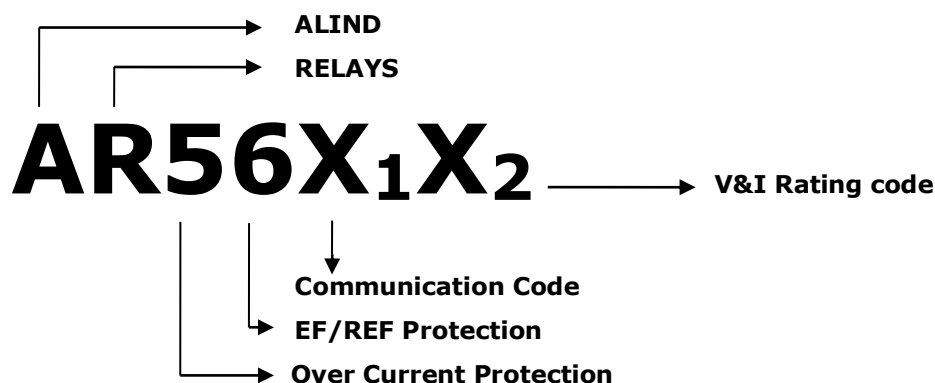 ALIND
RELAYS
AR56X₁X₂
V&I Rating code
Communication Code
EF/REF Protection
Over Current Protection